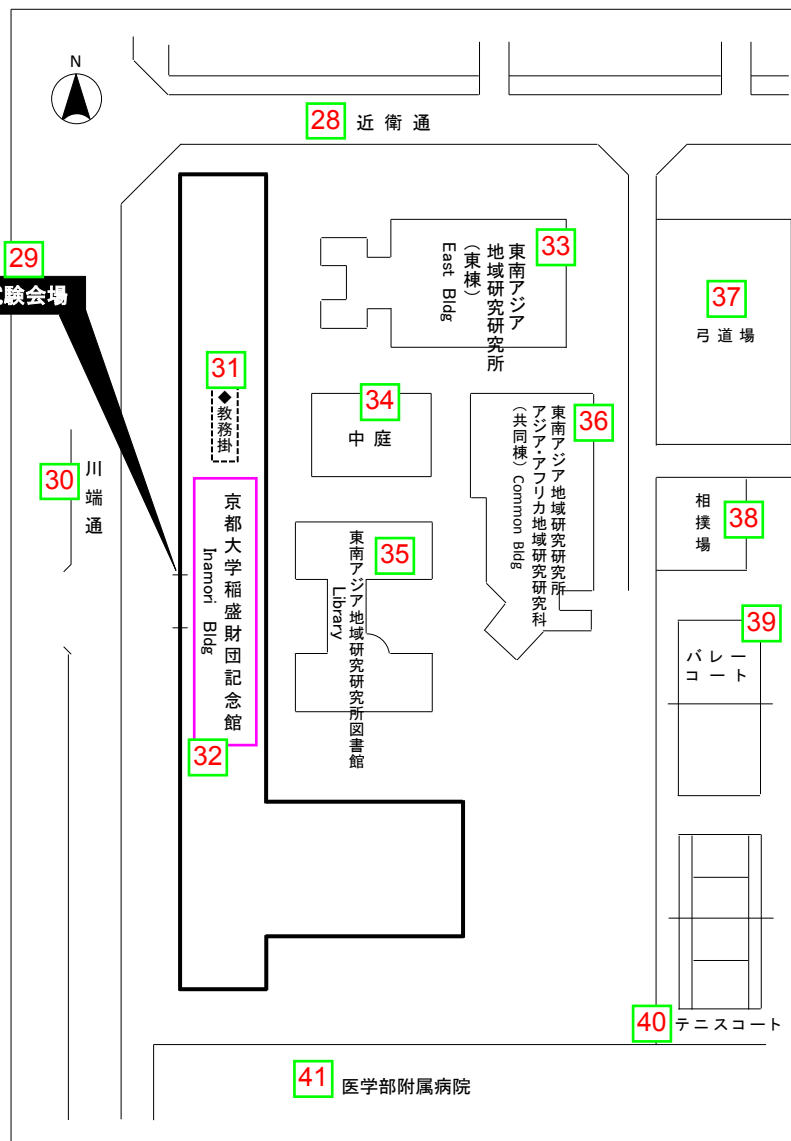 N
28
近衛通
29
試験会場
33
東南アジア
地域研究研究所
(東棟)
East Bldg
37
弓道場
31
◆教務掛
34
中庭
36
東南アジア地域研究研究所
アジア・アフリカ地域研究研究科
(共同棟) Common Bldg
30
川端通
38
相撲場
京都大学稲盛財団記念館
Inamori Bldg
32
35
東南アジア地域研究研究所図書館
Library
39
バレー
コート
40
テニスコート
41
医学部附属病院